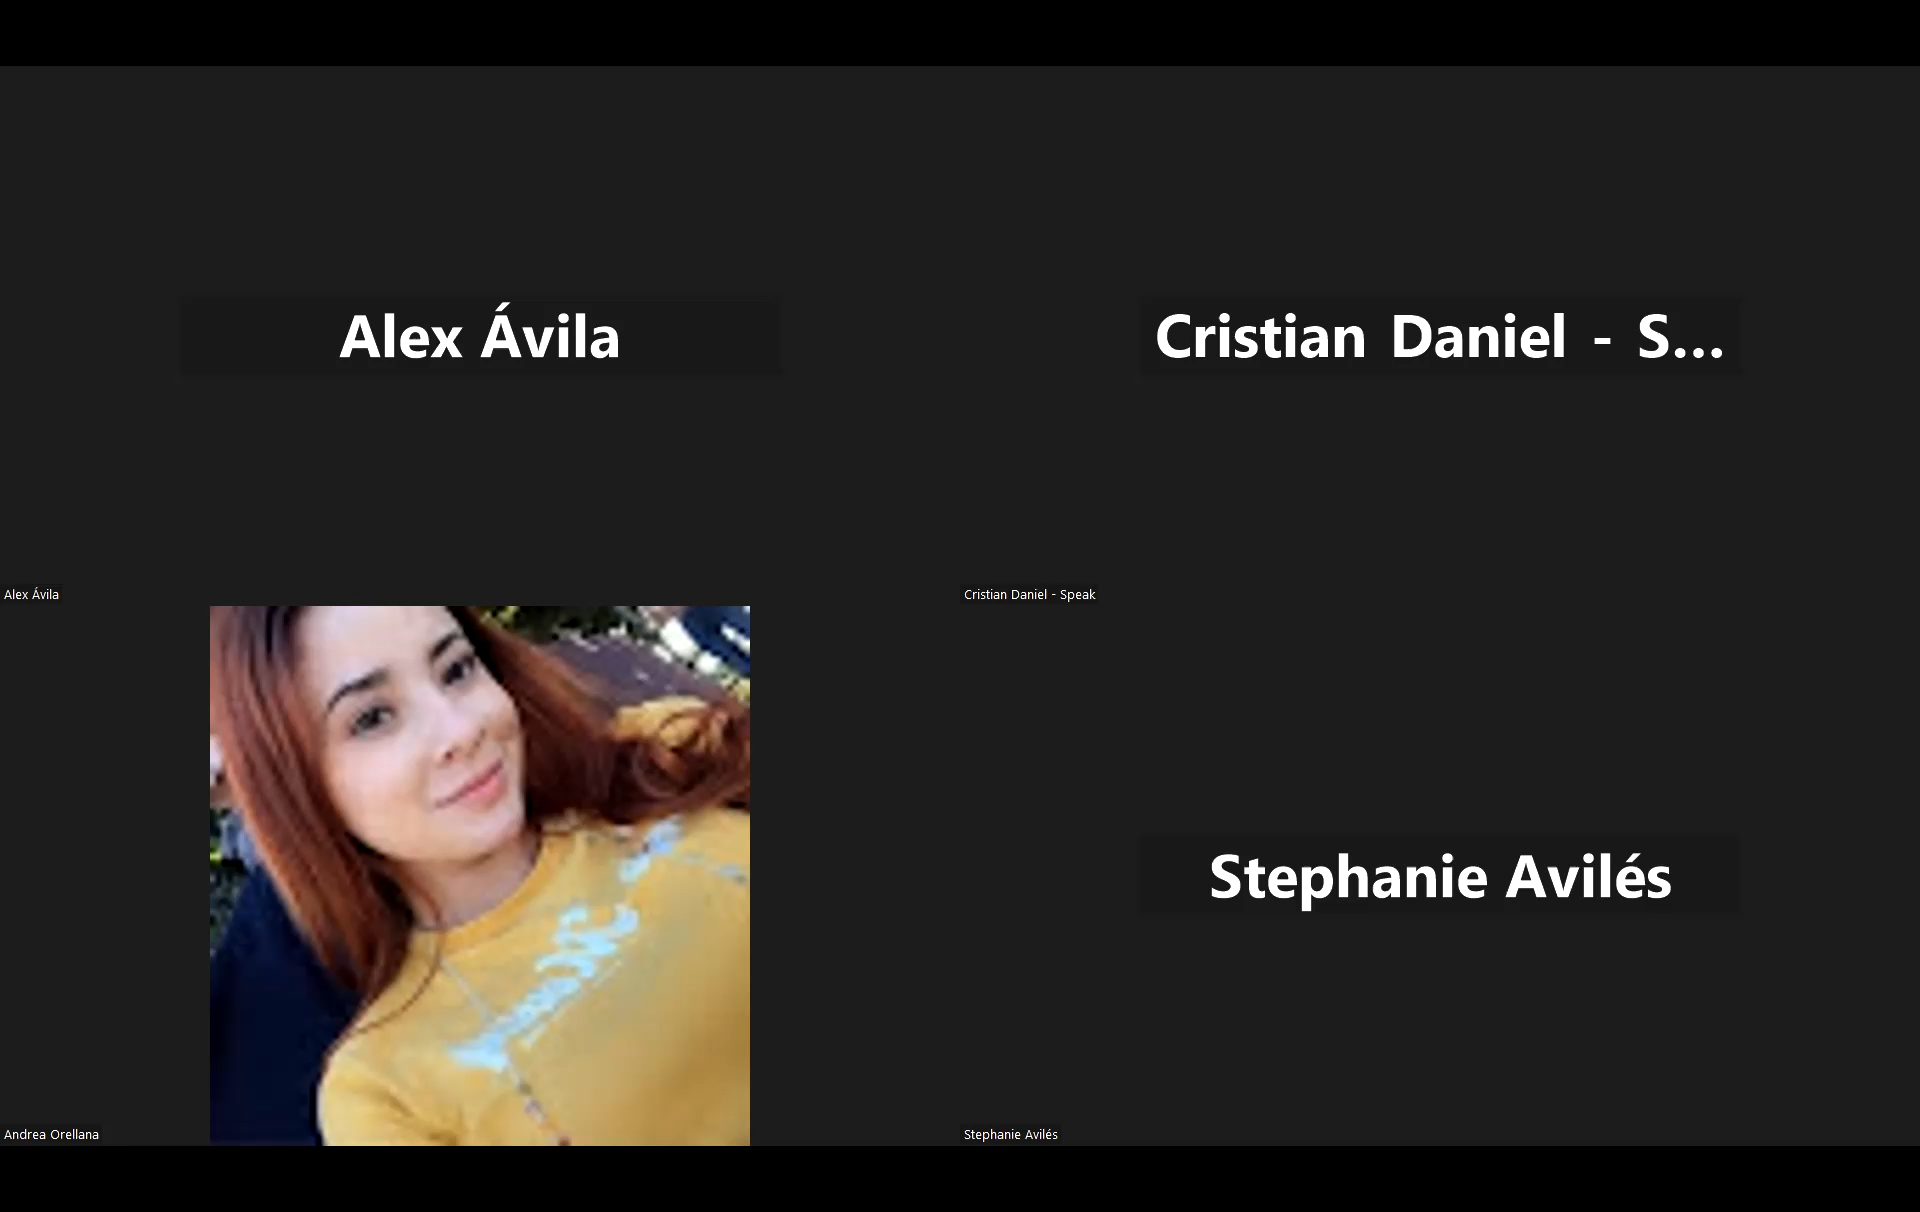 Alex Ávila
Cristian Daniel - S...
Alex Ávila
Cristian Daniel - Speak
Stephanie Avilés
Andrea Orellana
Stephanie Avilés